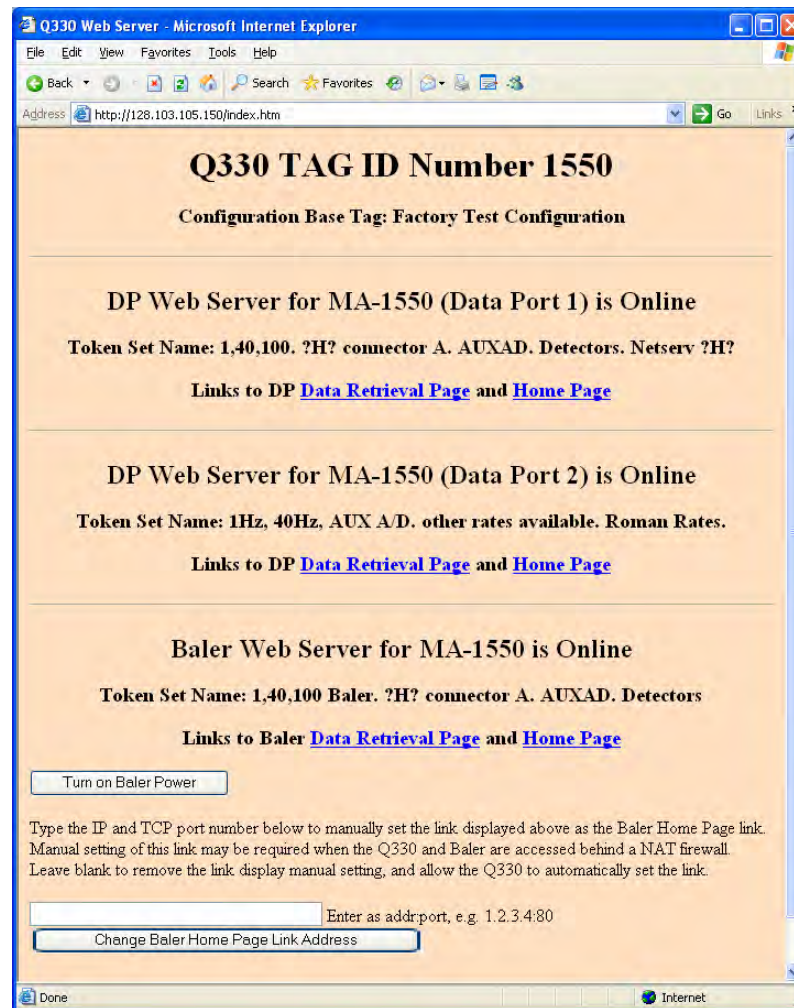 Q330 Web Server - Microsoft Internet Explorer
File Edit View Favorites Tools Help
Back Search Favorites
Address http://128.103.105.150/index.htm Go Links
Q330 TAG ID Number 1550
Configuration Base Tag: Factory Test Configuration
DP Web Server for MA-1550 (Data Port 1) is Online
Token Set Name: 1,40,100. ?H? connector A. AUXAD. Detectors. Netserv ?H?
Links to DP Data Retrieval Page and Home Page
DP Web Server for MA-1550 (Data Port 2) is Online
Token Set Name: 1Hz, 40Hz, AUX A/D. other rates available. Roman Rates.
Links to DP Data Retrieval Page and Home Page
Baler Web Server for MA-1550 is Online
Token Set Name: 1,40,100 Baler. ?H? connector A. AUXAD. Detectors
Links to Baler Data Retrieval Page and Home Page
Turn on Baler Power
Type the IP and TCP port number below to manually set the link displayed above as the Baler Home Page link.
Manual setting of this link may be required when the Q330 and Baler are accessed behind a NAT firewall.
Leave blank to remove the link display manual setting, and allow the Q330 to automatically set the link.
Enter as addr:port, e.g. 1.2.3.4:80
Change Baler Home Page Link Address
Done Internet